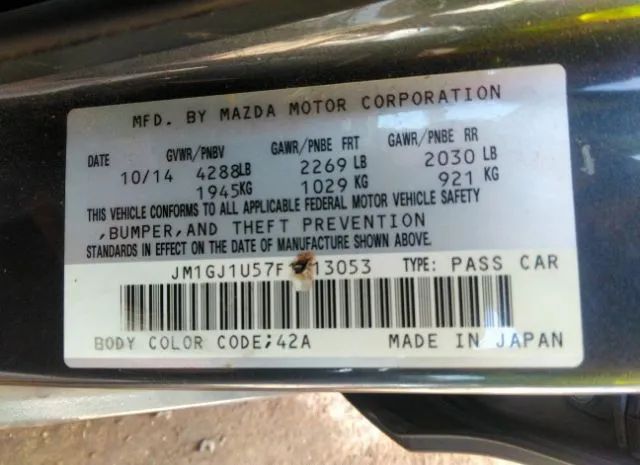 MFD. BY MAZDA MOTOR CORPORATION
DATE GVWR/PNBV GAWR/PNBE FRT GAWR/PNBE RR
10/14 4288LB 2269 LB 2030 LB
1945KG 1029 KG 921 KG
THIS VEHICLE CONFORMS TO ALL APPLICABLE FEDERAL MOTOR VEHICLE SAFETY
,BUMPER,AND THEFT PREVENTION
STANDARDS IN EFFECT ON THE DATE OF MANUFACTURE SHOWN ABOVE.
TYPE: PASS CAR
BODY COLOR CODE;42A MADE IN JAPAN